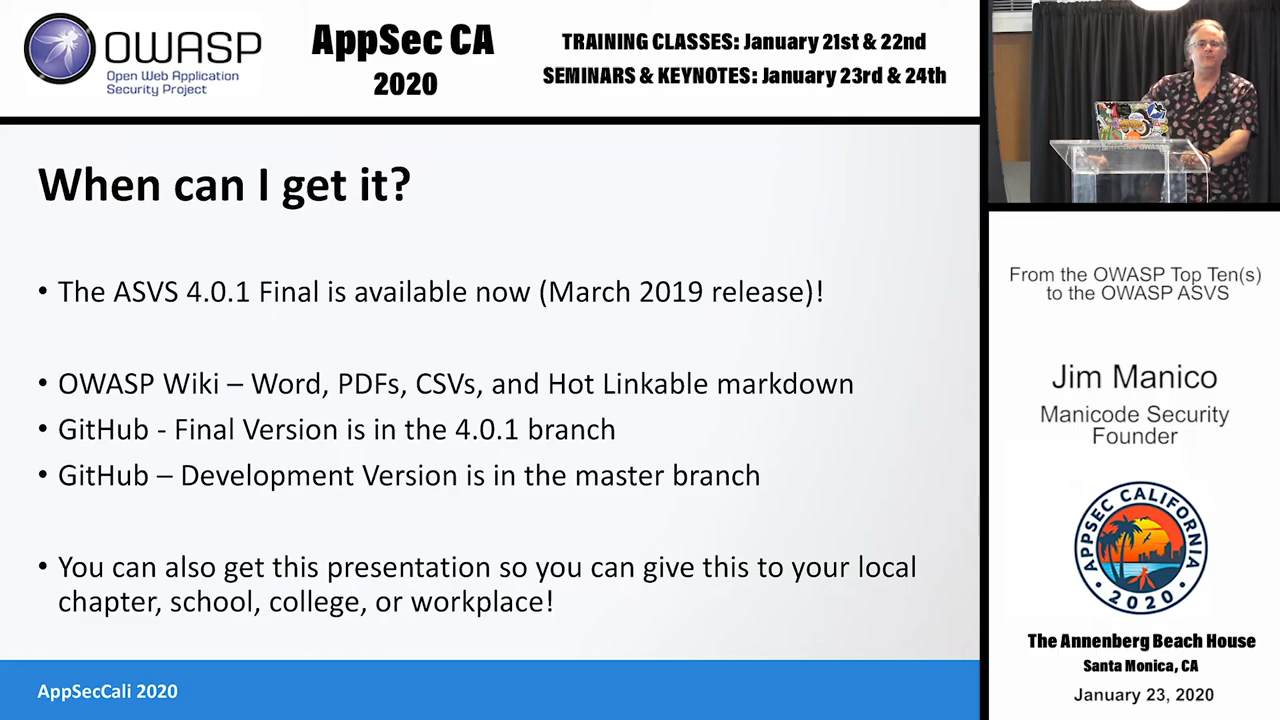 OWASP
Open Web Application
Security Project
AppSec CA
2020
TRAINING CLASSES: January 21st & 22nd
SEMINARS & KEYNOTES: January 23rd & 24th
When can I get it?
• The ASVS 4.0.1 Final is available now (March 2019 release)!
• OWASP Wiki – Word, PDFs, CSVs, and Hot Linkable markdown
• GitHub - Final Version is in the 4.0.1 branch
• GitHub – Development Version is in the master branch
• You can also get this presentation so you can give this to your local
chapter, school, college, or workplace!
AppSecCali 2020
From the OWASP Top Ten(s)
to the OWASP ASVS
Jim Manico
Manicode Security
Founder
APPSEC CALIFORNIA
• 2020 •
The Annenberg Beach House
Santa Monica, CA
January 23, 2020